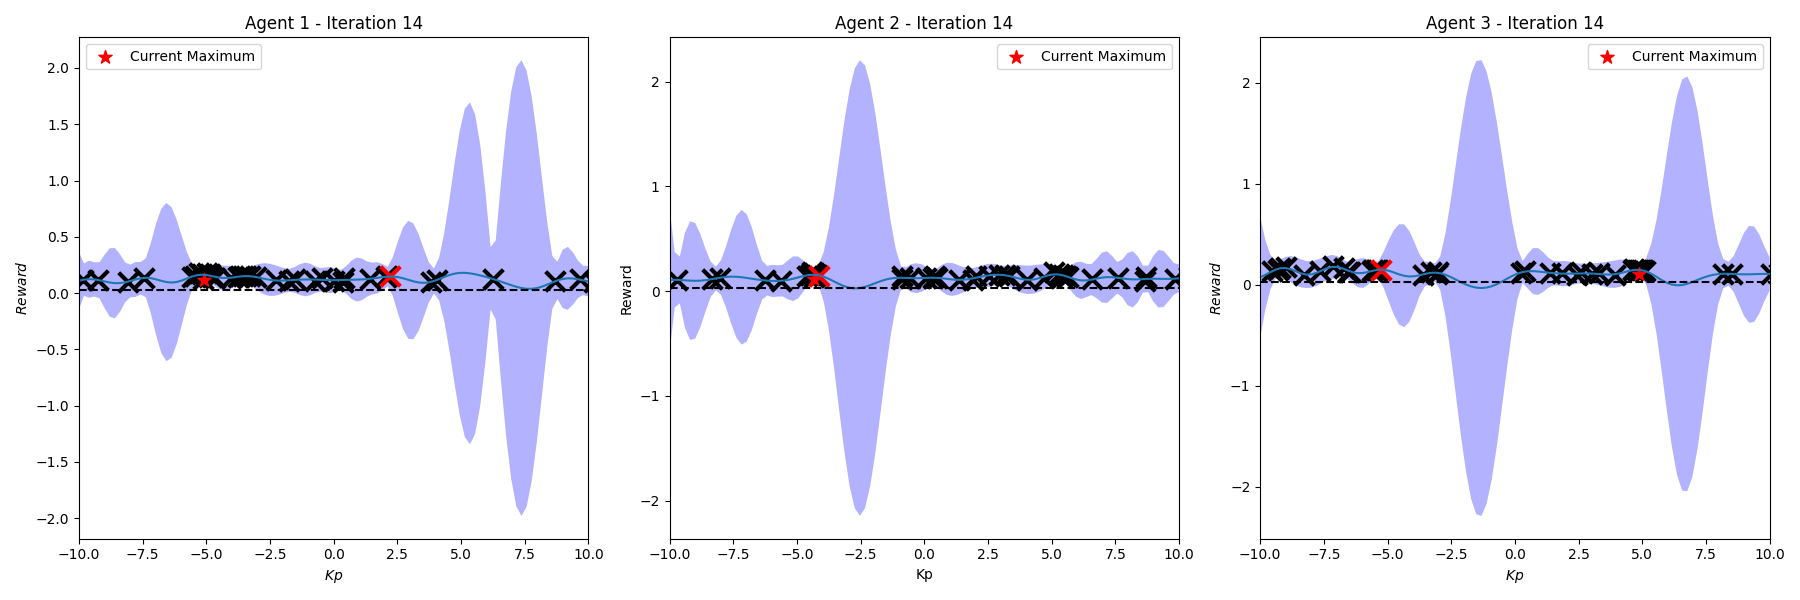 Agent 1 - Iteration 14
Current Maximum
2.0
1.5
1.0
0.5
0.0
−0.5
−1.0
−1.5
−2.0
Reward
−10.0 −7.5 −5.0 −2.5 0.0 2.5 5.0 7.5 10.0
Kp
Agent 2 - Iteration 14
Current Maximum
2
1
0
−1
−2
Reward
−10.0 −7.5 −5.0 −2.5 0.0 2.5 5.0 7.5 10.0
Kp
Agent 3 - Iteration 14
Current Maximum
2
1
0
−1
−2
Reward
−10.0 −7.5 −5.0 −2.5 0.0 2.5 5.0 7.5 10.0
Kp